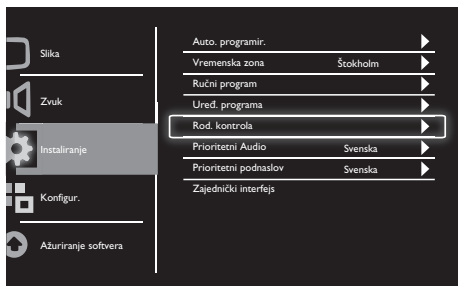 Slika
Zvuk
Instaliranje
Konfigur.
Ažuriranje softvera
Auto. programir.
Vremenska zona Štokholm
Ručni program
Uređ. programa
Rod. kontrola
Prioritetni Audio Svenska
Prioritetni podnaslov Svenska
Zajednički interfejs